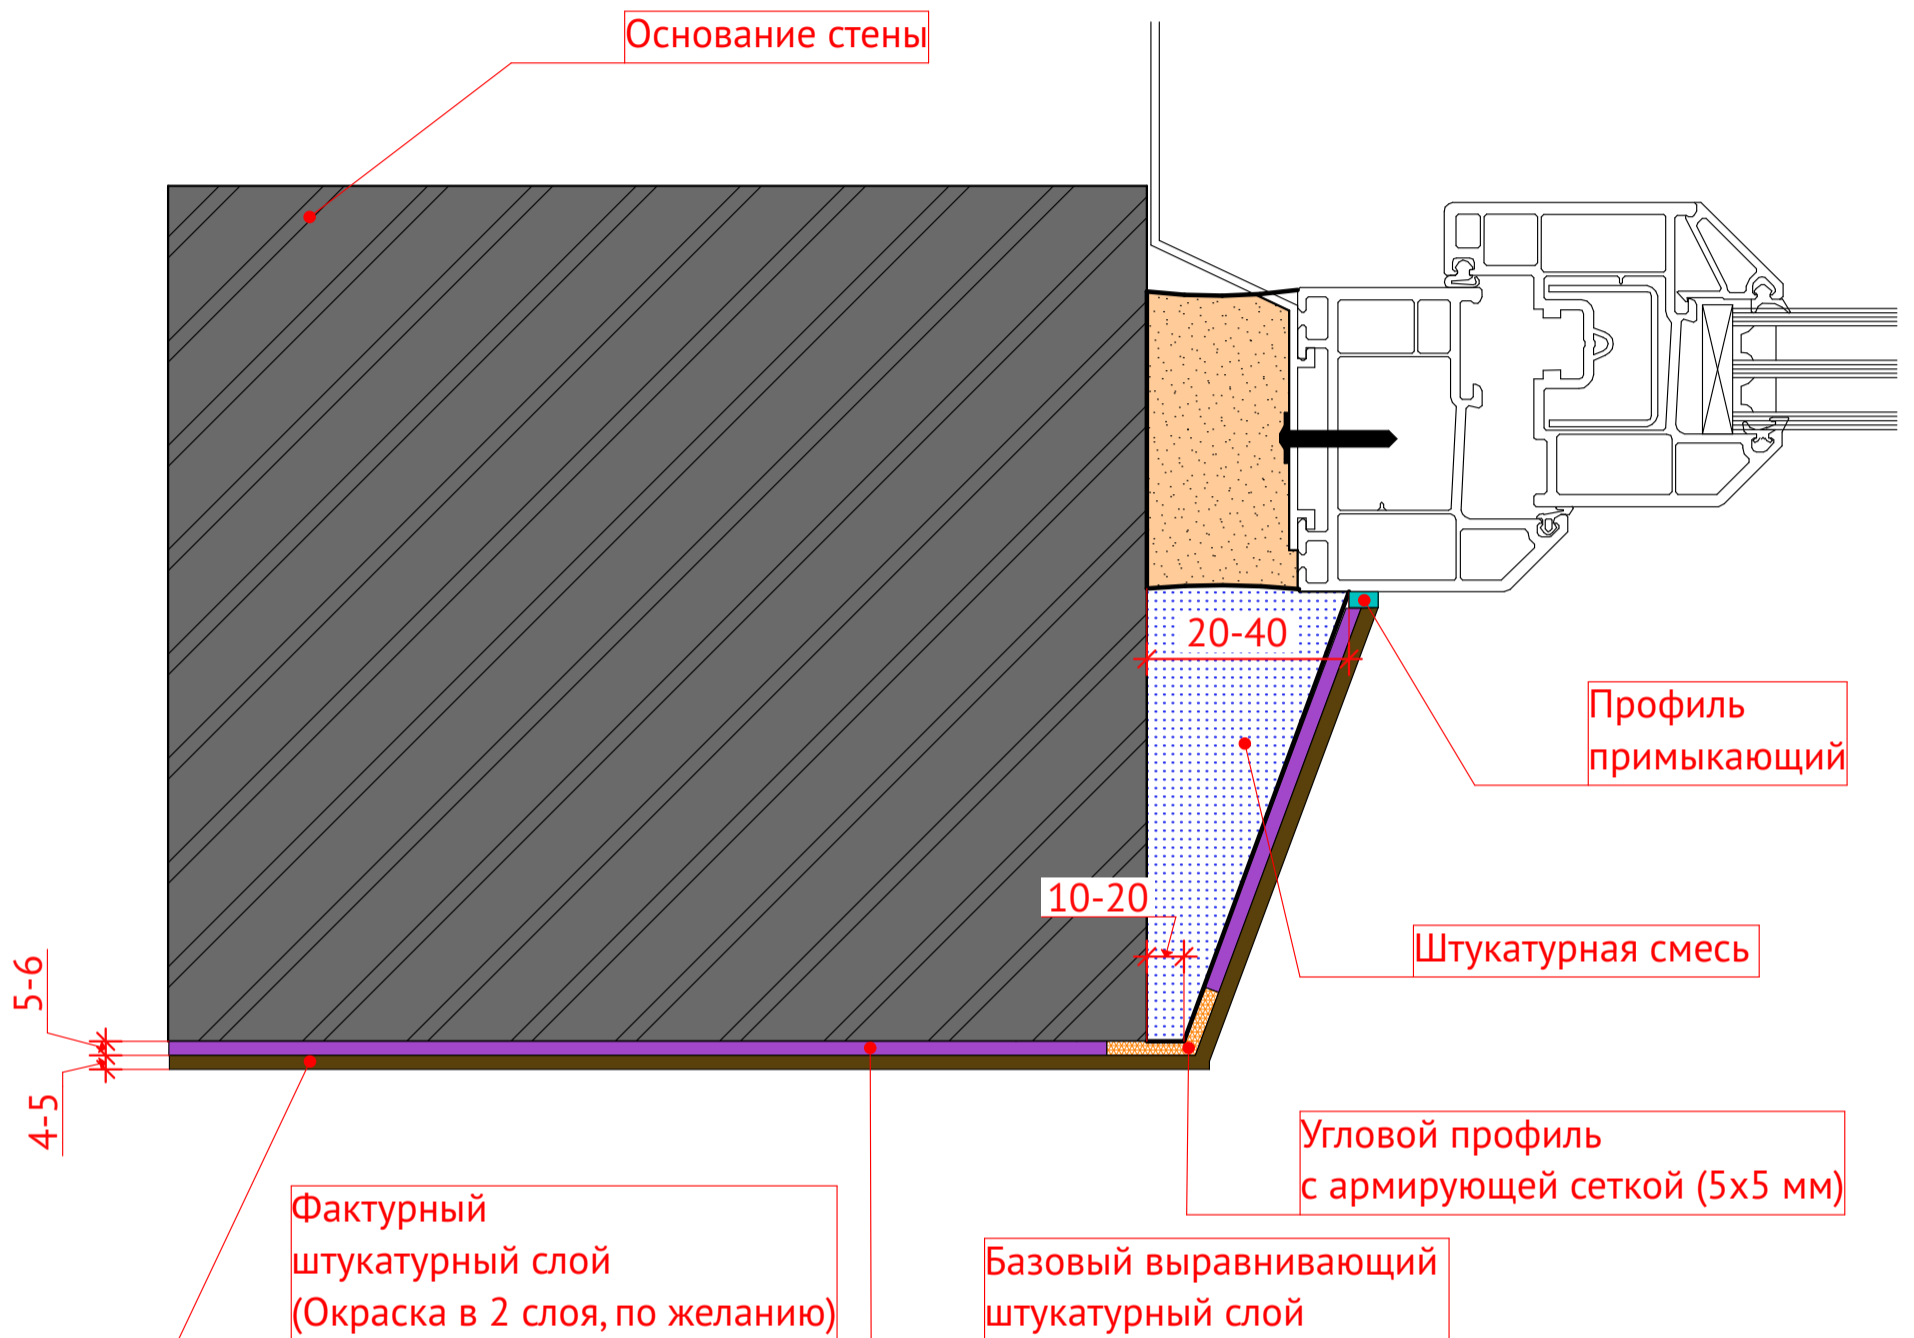 Основание стены
20-40
Профиль
примыкающий
10-20
Штукатурная смесь
5-6
4-5
Угловой профиль
с армирующей сеткой (5х5 мм)
Фактурный
штукатурный слой
(Окраска в 2 слоя, по желанию)
Базовый выравнивающий
штукатурный слой